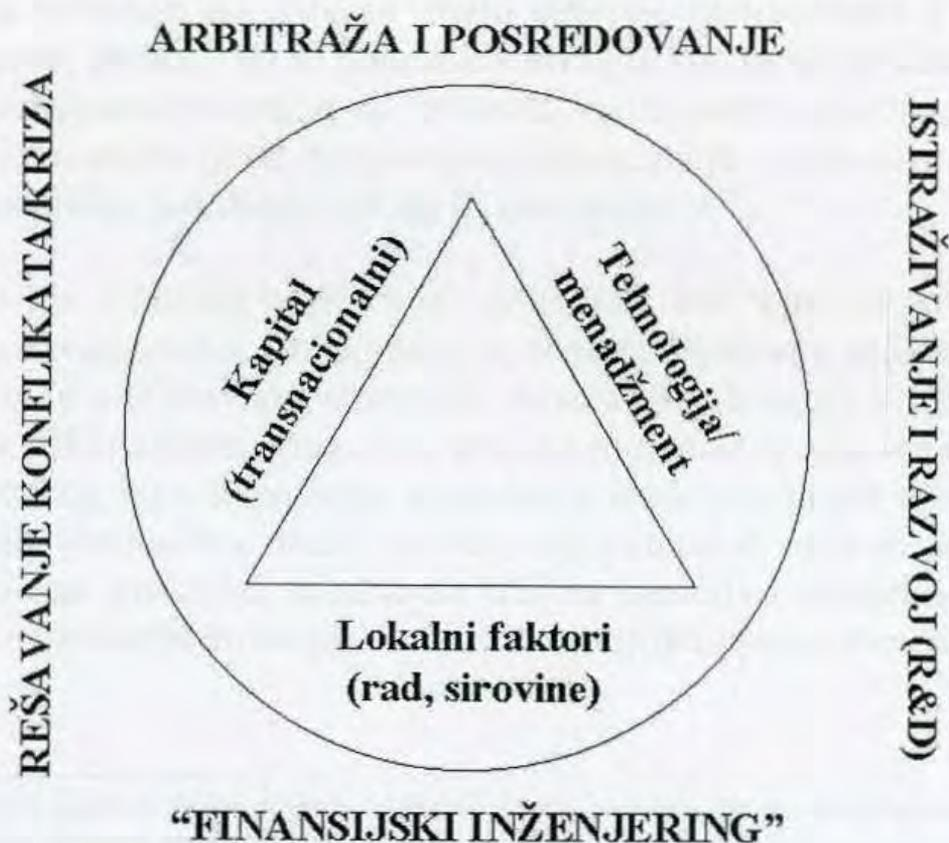 ARBITRAŽA I POSREDOVANJE
REŠAVANJE KONFLIKATA/KRIZA
Kapital
(transnacionalni)
Tehnologija/
menadžment
ISTRAŽIVANJE I RAZVOJ (R&D)
Lokalni faktori
(rad, sirovine)
“FINANSIJSKI INŽENJERING”